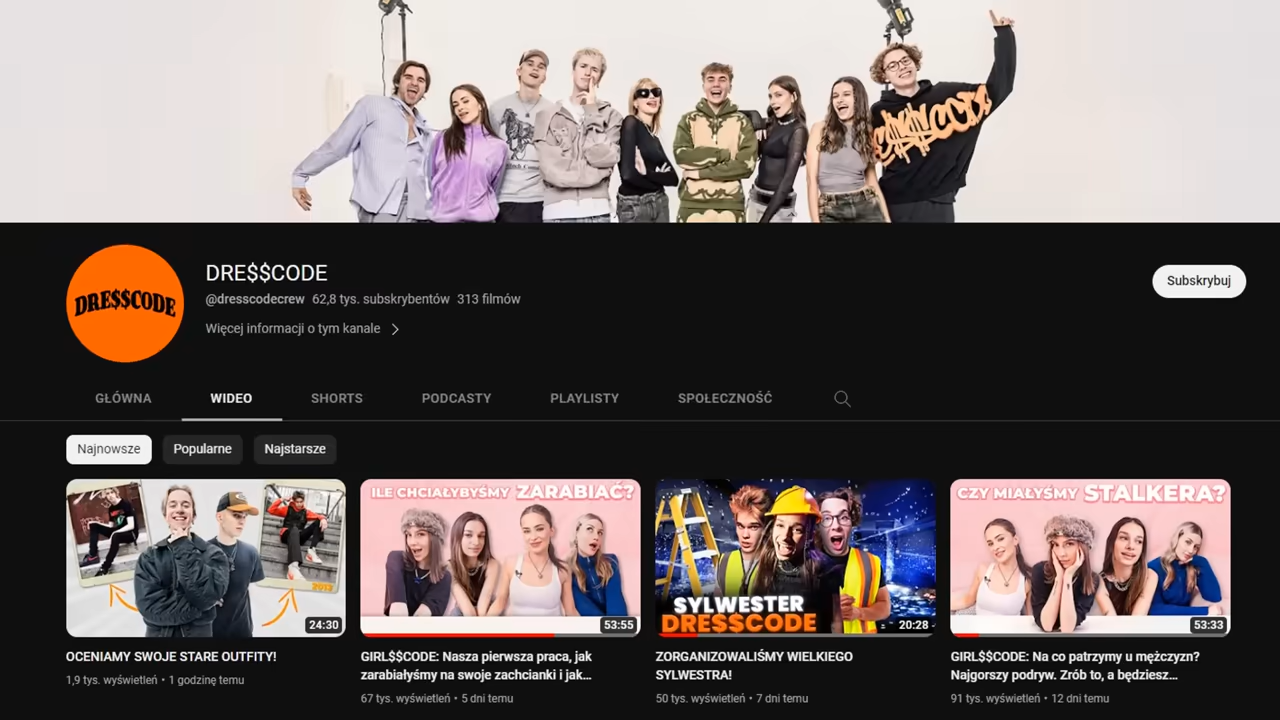 DRE$$CODE
DRE$$CODE
@dresscodecrew 62,8 tys. subskrybentów 313 filmów
Subskrybuj
Więcej informacji o tym kanale
GŁÓWNA WIDEO SHORTS PODCASTY PLAYLISTY SPOŁECZNOŚĆ
Najnowsze Popularne Najstarsze
2013
24:30
ILE CHCIAŁYBYŚMY ZARABIAĆ?
53:55
SYLWESTER
DRE$$CODE
20:28
CZY MIAŁYŚMY STALKERA?
53:33
OCENIAMY SWOJE STARE OUTFITY!
1,9 tys. wyświetleń • 1 godzinę temu
GIRL$$CODE: Nasza pierwsza praca, jak
zarabiałyśmy na swoje zachcianki i jak...
67 tys. wyświetleń • 5 dni temu
ZORGANIZOWALIŚMY WIELKIEGO
SYLWESTRA!
50 tys. wyświetleń • 7 dni temu
GIRL$$CODE: Na co patrzymy u mężczyzn?
Najgorszy podryw. Zrób to, a będziesz...
91 tys. wyświetleń • 12 dni temu